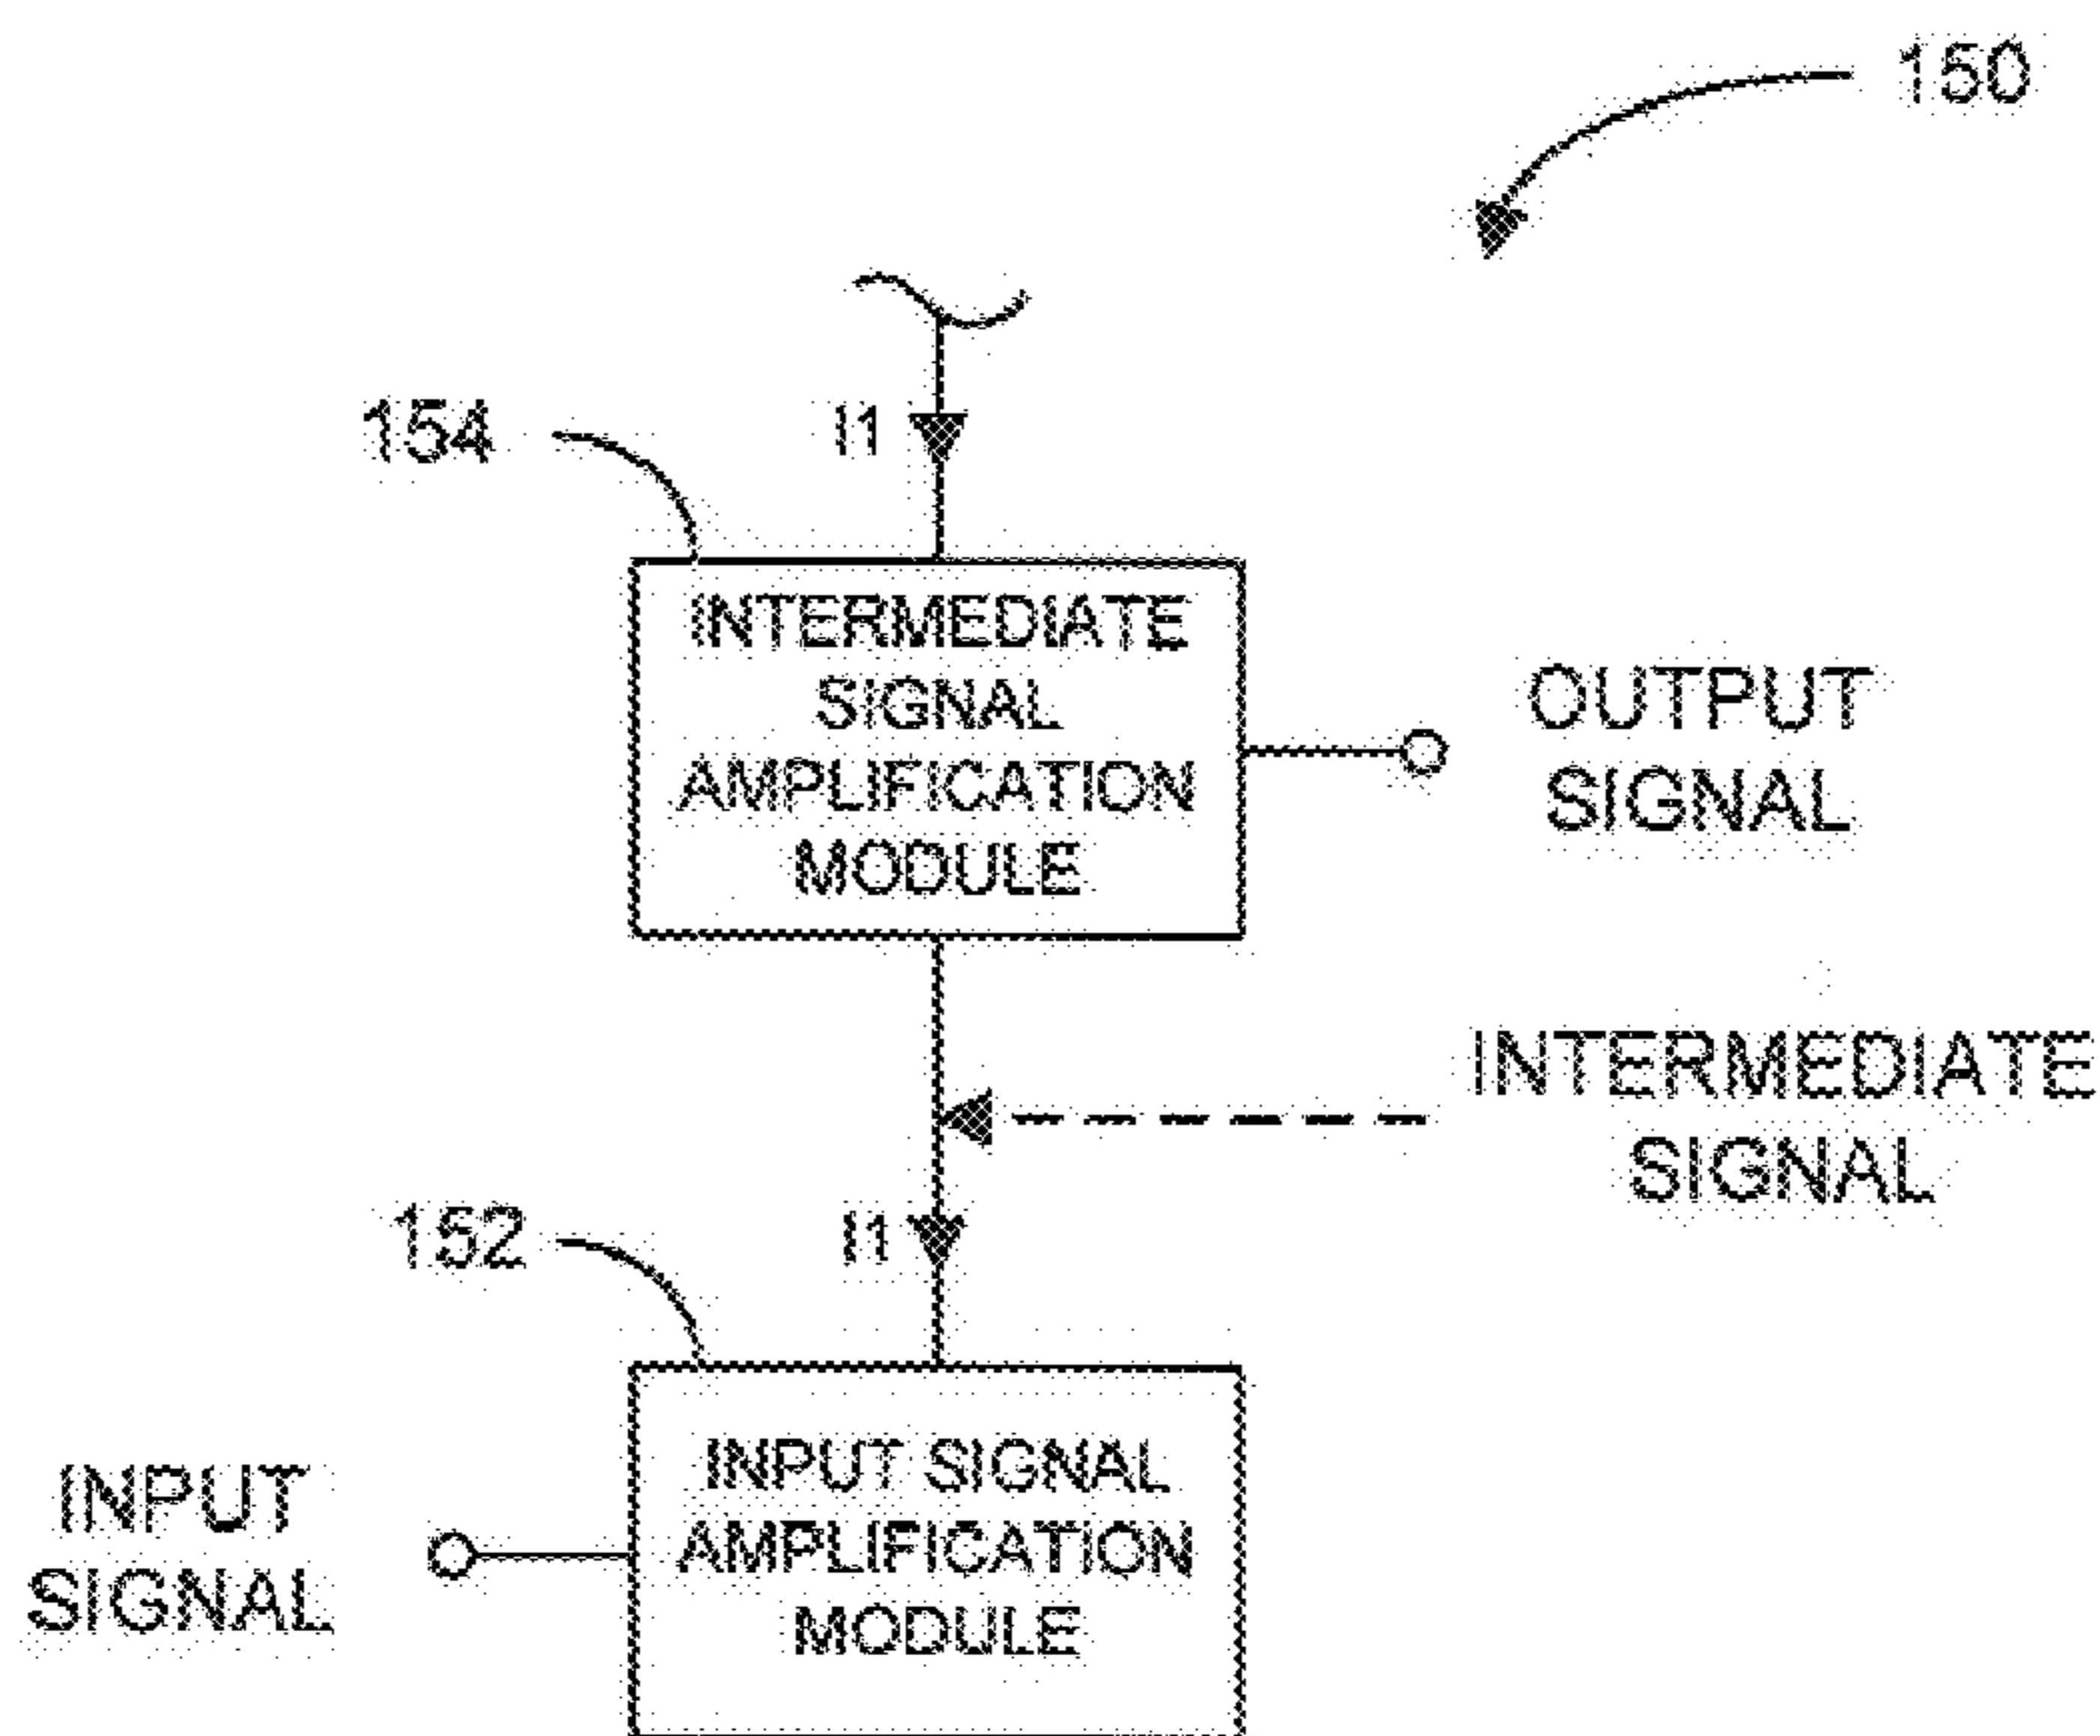 150
154
I1
INTERMEDIATE
SIGNAL
AMPLIFICATION
MODULE
OUTPUT
SIGNAL
INTERMEDIATE
SIGNAL
152
I1
INPUT SIGNAL
AMPLIFICATION
MODULE
INPUT
SIGNAL